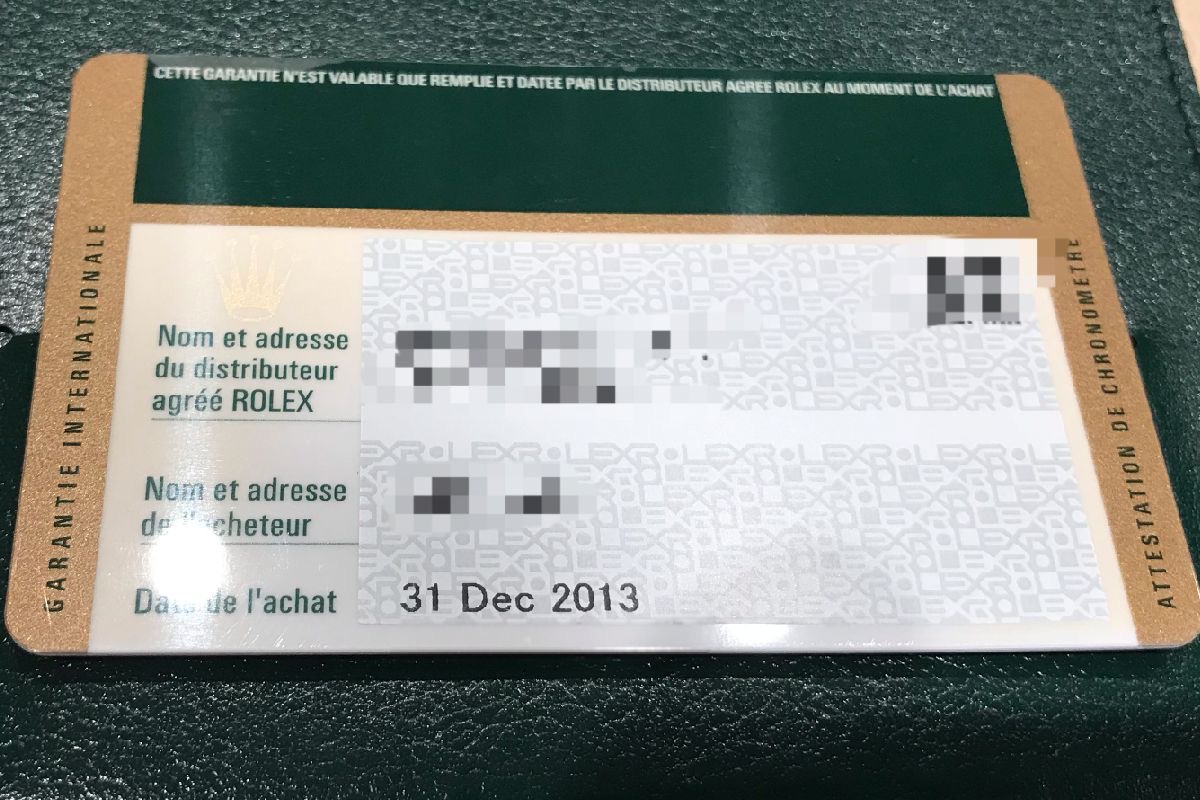 CETTE GARANTIE N'EST VALABLE QUE REMPLIE ET DATEE PAR LE DISTRIBUTEUR AGREE ROLEX AU MOMENT DE L'ACHAT
GARANTIE INTERNATIONALE
Nom et adresse
du distributeur
agréé ROLEX
Nom et adresse
de l'acheteur
Date de l'achat
31 Dec 2013
ATTESTATION DE CHRONOMETRE